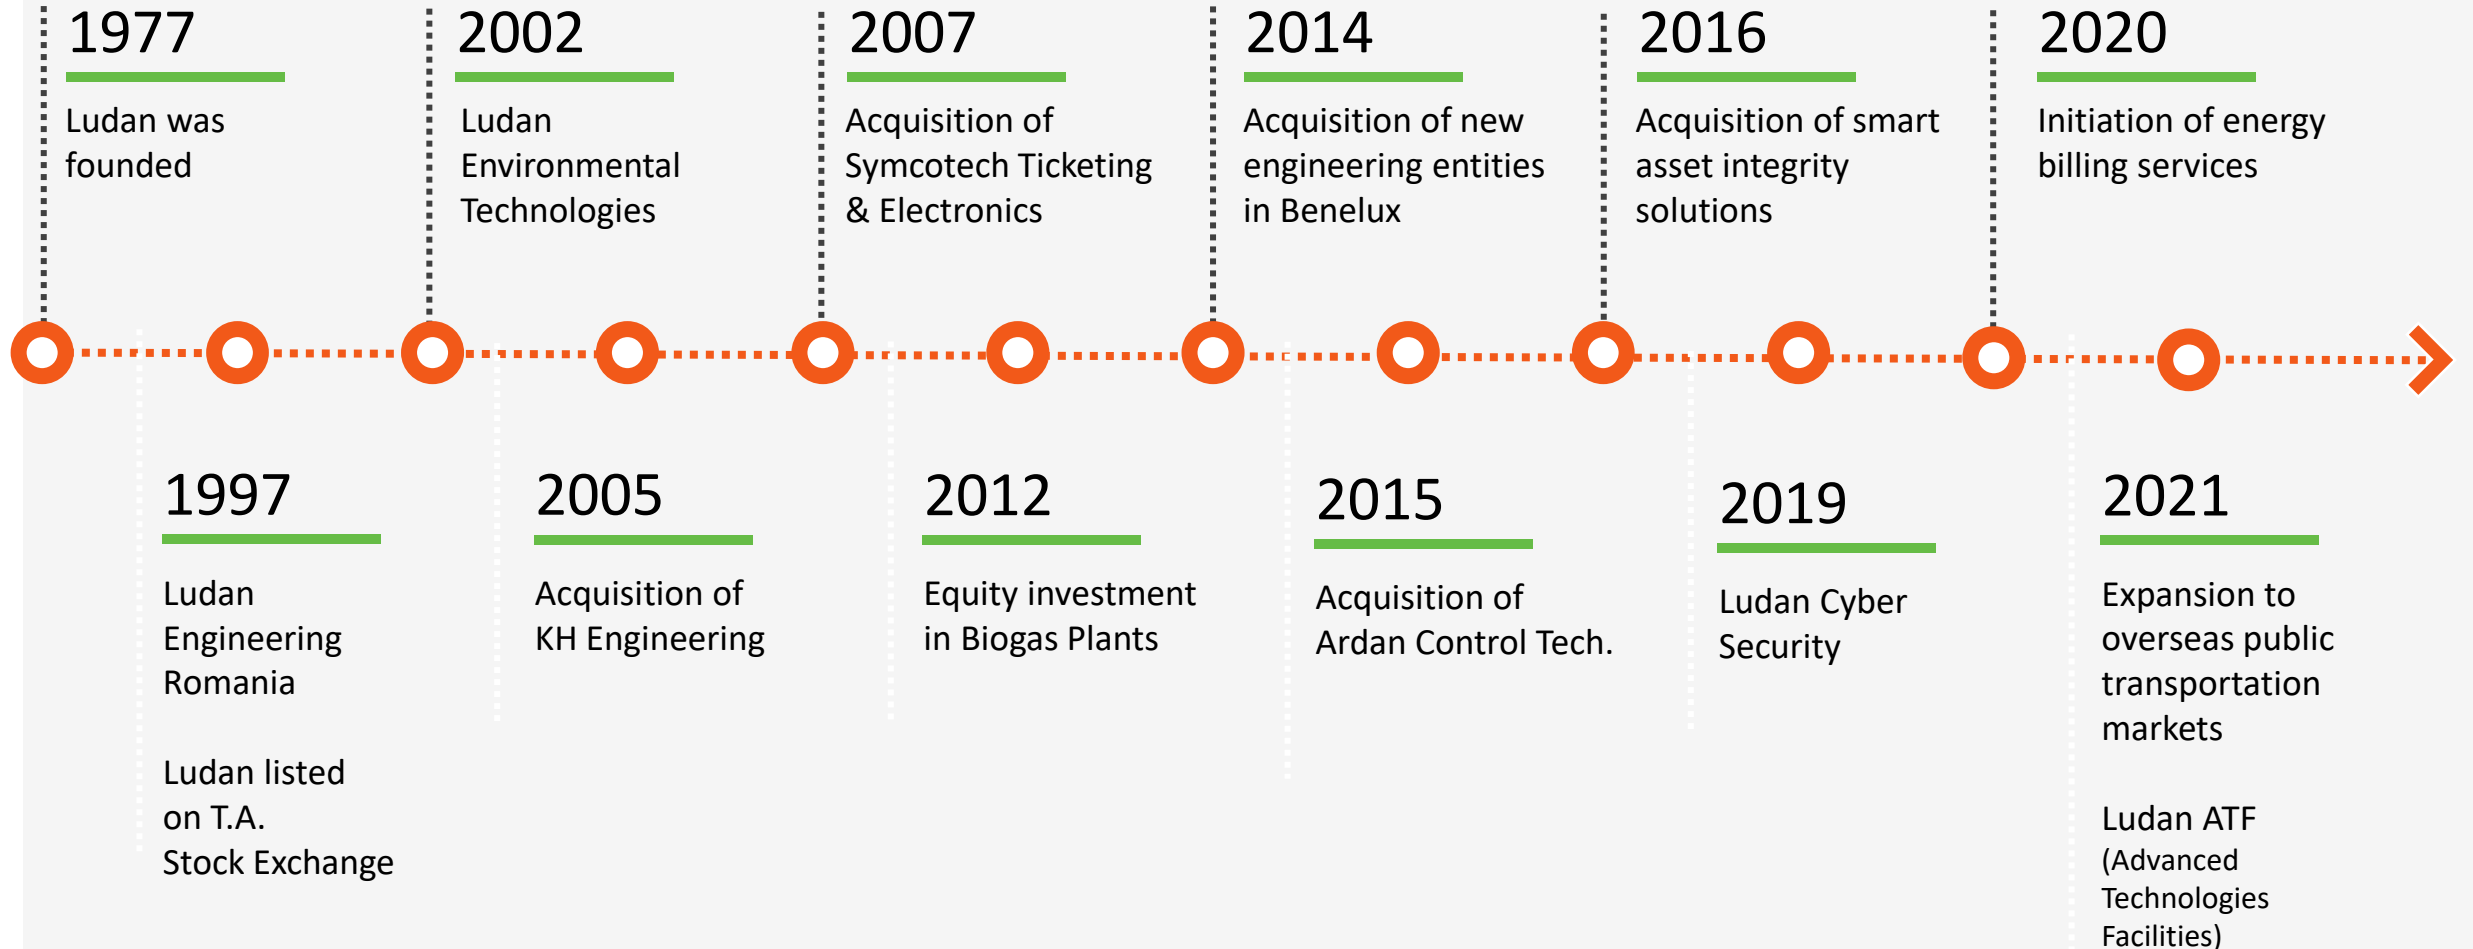 1977
Ludan was
founded
2002
Ludan
Environmental
Technologies
2007
Acquisition of
Symcotech Ticketing
& Electronics
2014
Acquisition of new
engineering entities
in Benelux
2016
Acquisition of smart
asset integrity
solutions
2020
Initiation of energy
billing services
1997
Ludan
Engineering
Romania
Ludan listed
on T.A.
Stock Exchange
2005
Acquisition of
KH Engineering
2012
Equity investment
in Biogas Plants
2015
Acquisition of
Ardan Control Tech.
2019
Ludan Cyber
Security
2021
Expansion to
overseas public
transportation
markets
Ludan ATF
(Advanced
Technologies
Facilities)